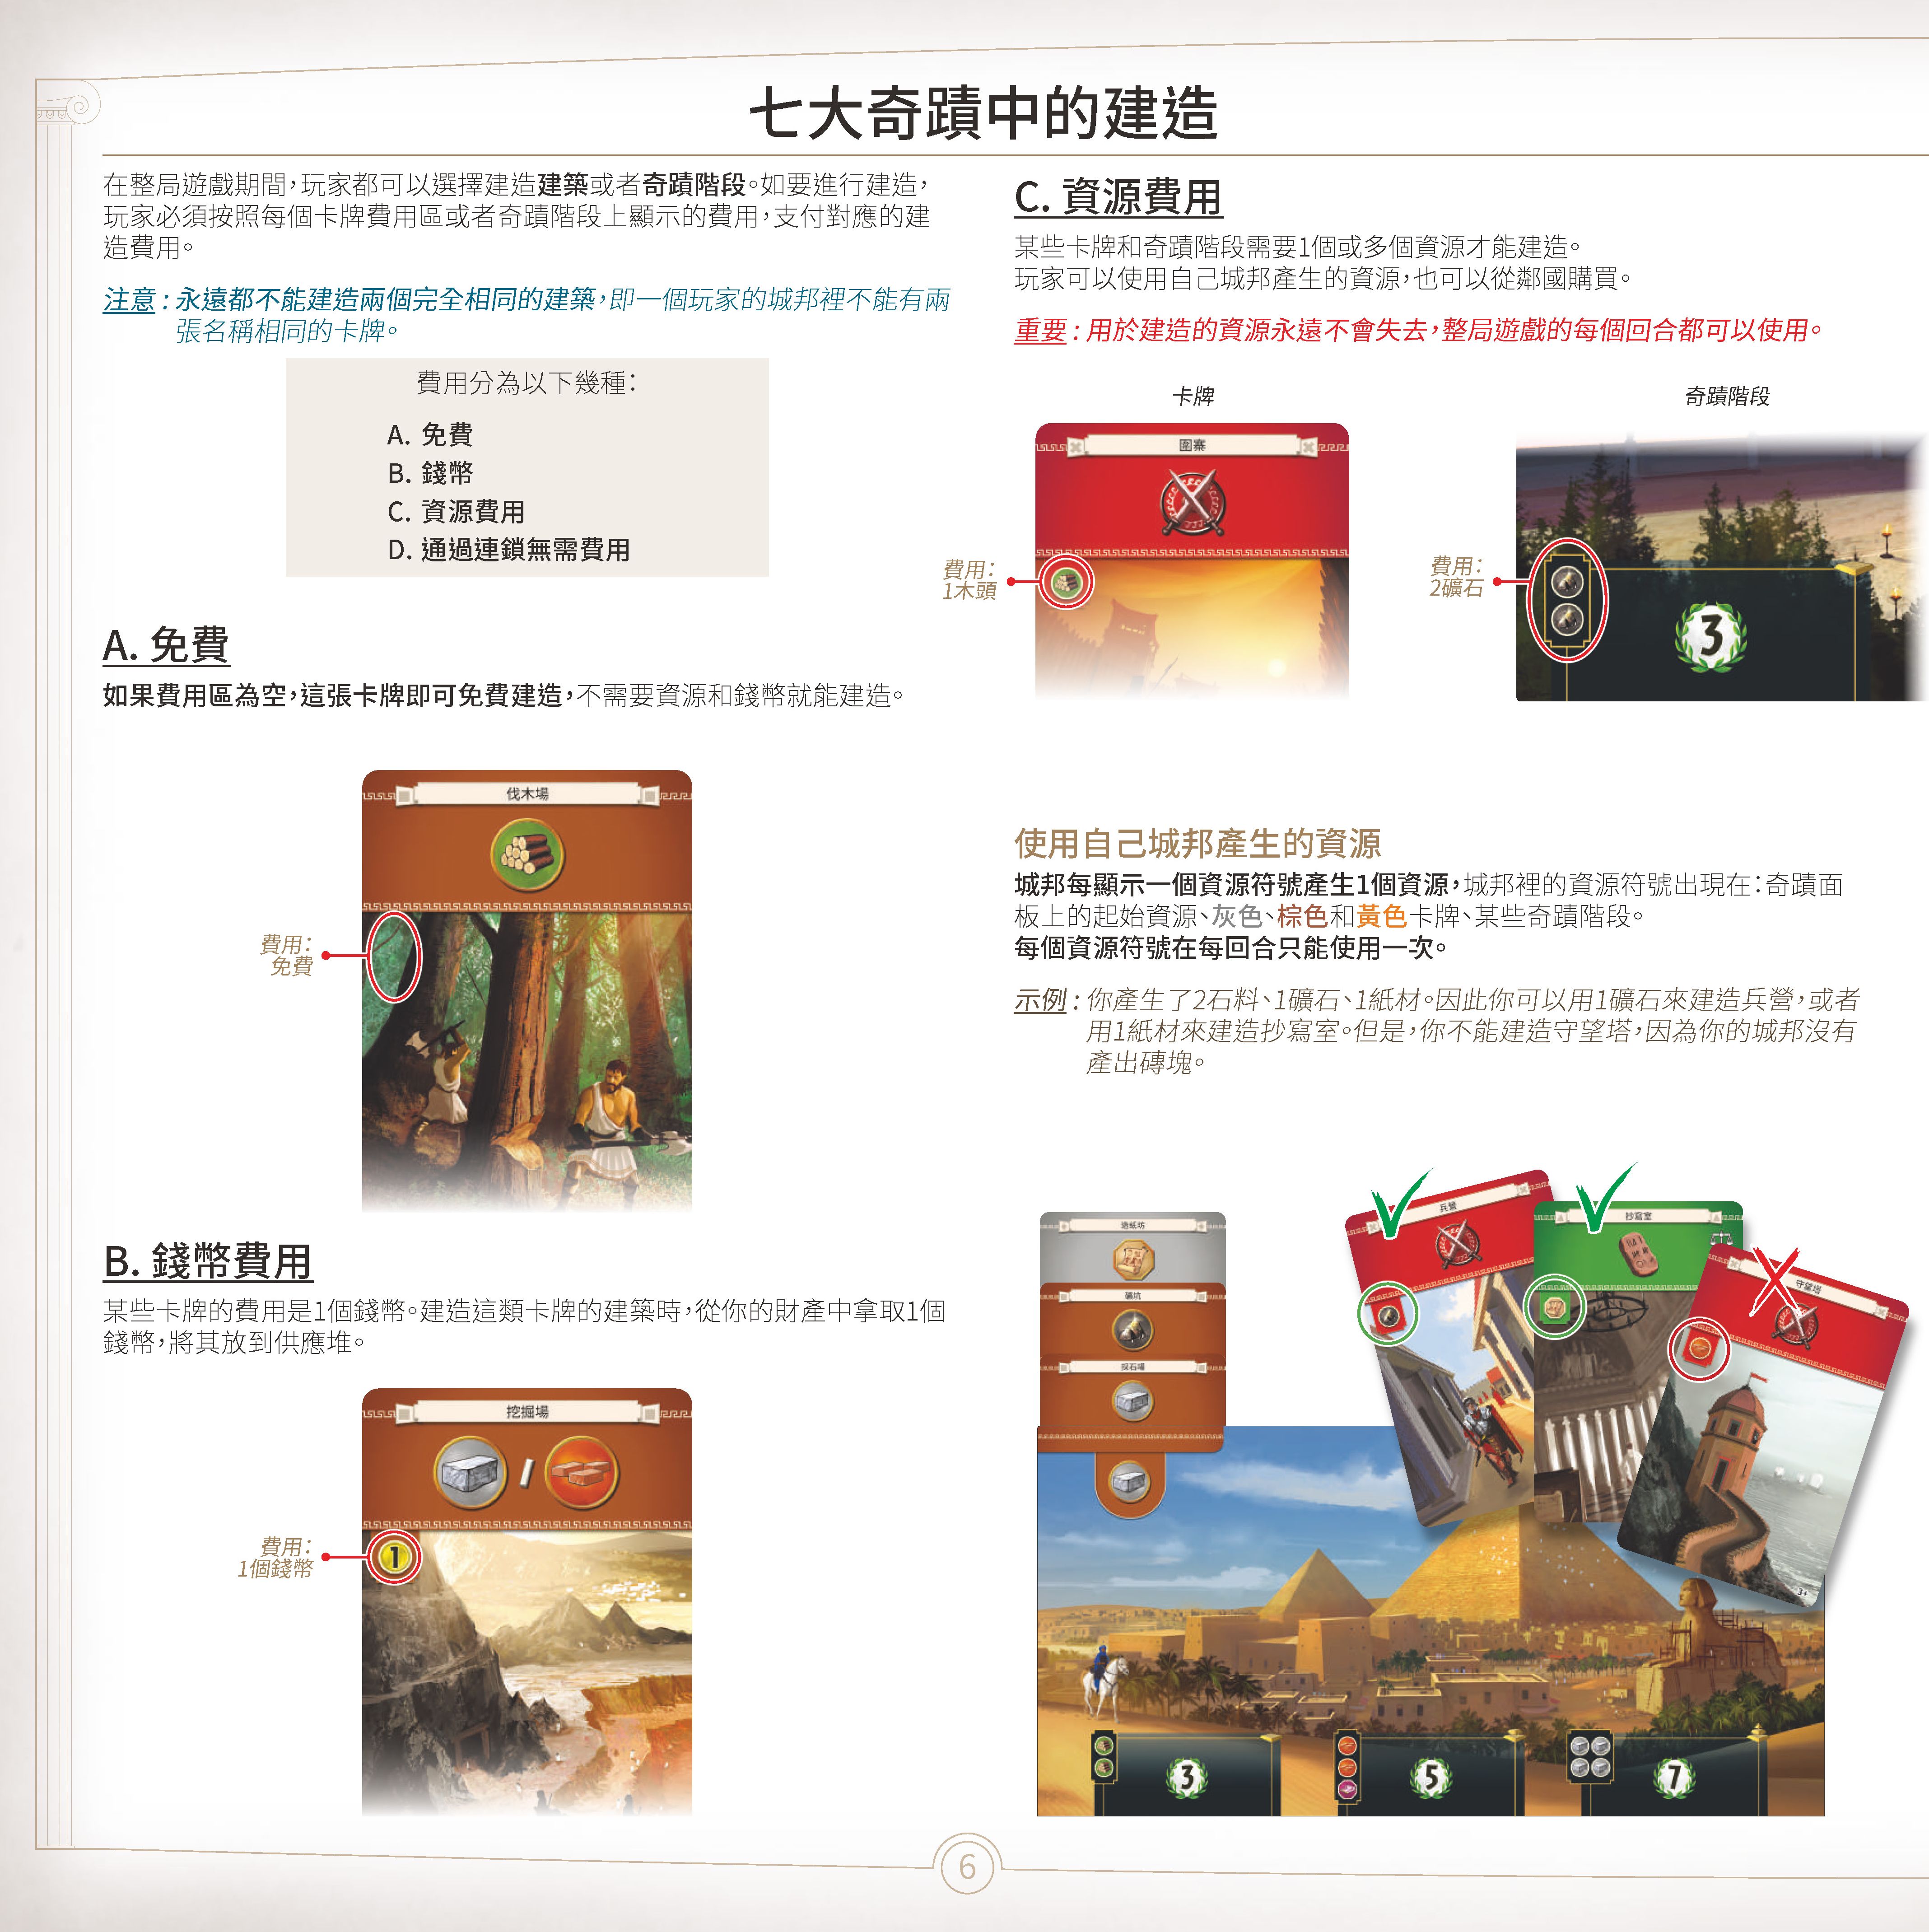 七大奇蹟中的建造
在整局遊戲期間，玩家都可以選擇建造建築或者奇蹟階段。如要進行建造，
玩家必須按照每個卡牌費用區或者奇蹟階段上顯示的費用，支付對應的建
造費用。
注意：永遠都不能建造兩個完全相同的建築，即一個玩家的城邦裡不能有兩
張名稱相同的卡牌。
費用分為以下幾種：
A. 免費
B. 錢幣
C. 資源費用
D. 通過連鎖無需費用
A. 免費
如果費用區為空，這張卡牌即可免費建造，不需要資源和錢幣就能建造。
伐木場
費用：
免費
B. 錢幣費用
某些卡牌的費用是1個錢幣。建造這類卡牌的建築時，從你的財產中拿取1個
錢幣，將其放到供應堆。
挖掘場
費用：
1個錢幣
1
C. 資源費用
某些卡牌和奇蹟階段需要1個或多個資源才能建造。
玩家可以使用自己城邦產生的資源，也可以從鄰國購買。
重要：用於建造的資源永遠不會失去，整局遊戲的每個回合都可以使用。
卡牌
奇蹟階段
圍寨
費用：
1木頭
費用：
2礦石
3
使用自己城邦產生的資源
城邦每顯示一個資源符號產生1個資源，城邦裡的資源符號出現在：奇蹟面
板上的起始資源、灰色、棕色和黃色卡牌、某些奇蹟階段。
每個資源符號在每回合只能使用一次。
示例：你產生了2石料、1礦石、1紙材。因此你可以用1礦石來建造兵營，或者
用1紙材來建造抄寫室。但是，你不能建造守望塔，因為你的城邦沒有
產出磚塊。
造紙坊
礦坑
採石場
兵營
抄寫室
守望塔
3+
3
5
7
6